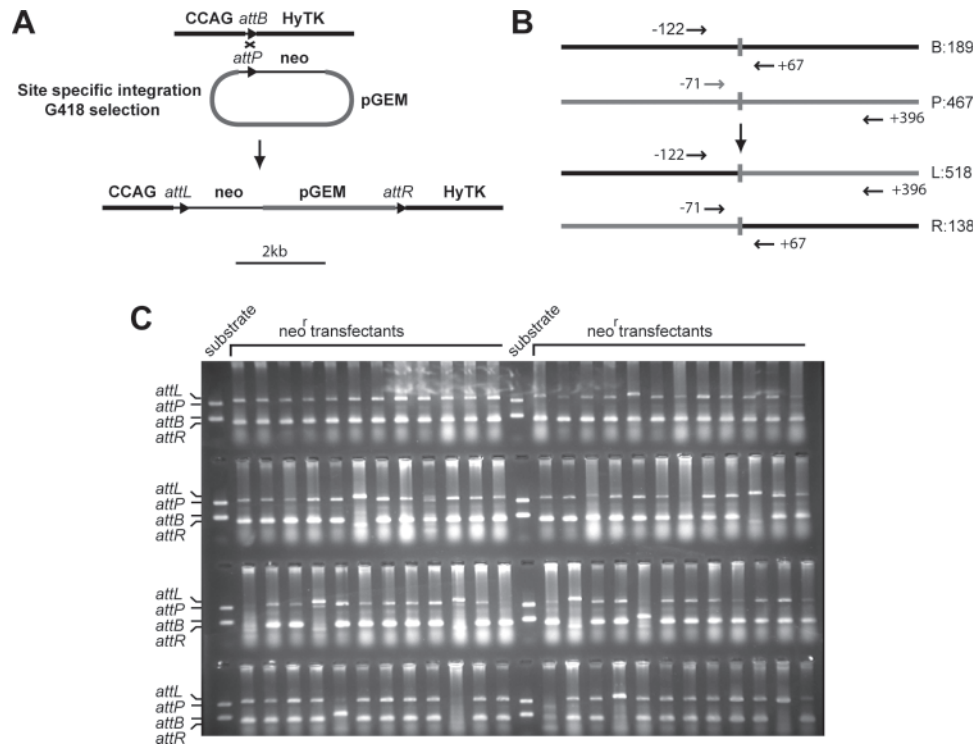 A
CCAG attB HyTK
attP neo
Site specific integration
G418 selection
pGEM
CCAG attL neo pGEM attR HyTK
2kb
B
-122
B:189
+67
-71
P:467
+396
-122
L:518
+396
-71
R:138
+67
C
substrate
neoʳ transfectants
substrate
neoʳ transfectants
attL
attP
attB
attR
attL
attP
attB
attR
attL
attP
attB
attR
attL
attP
attB
attR